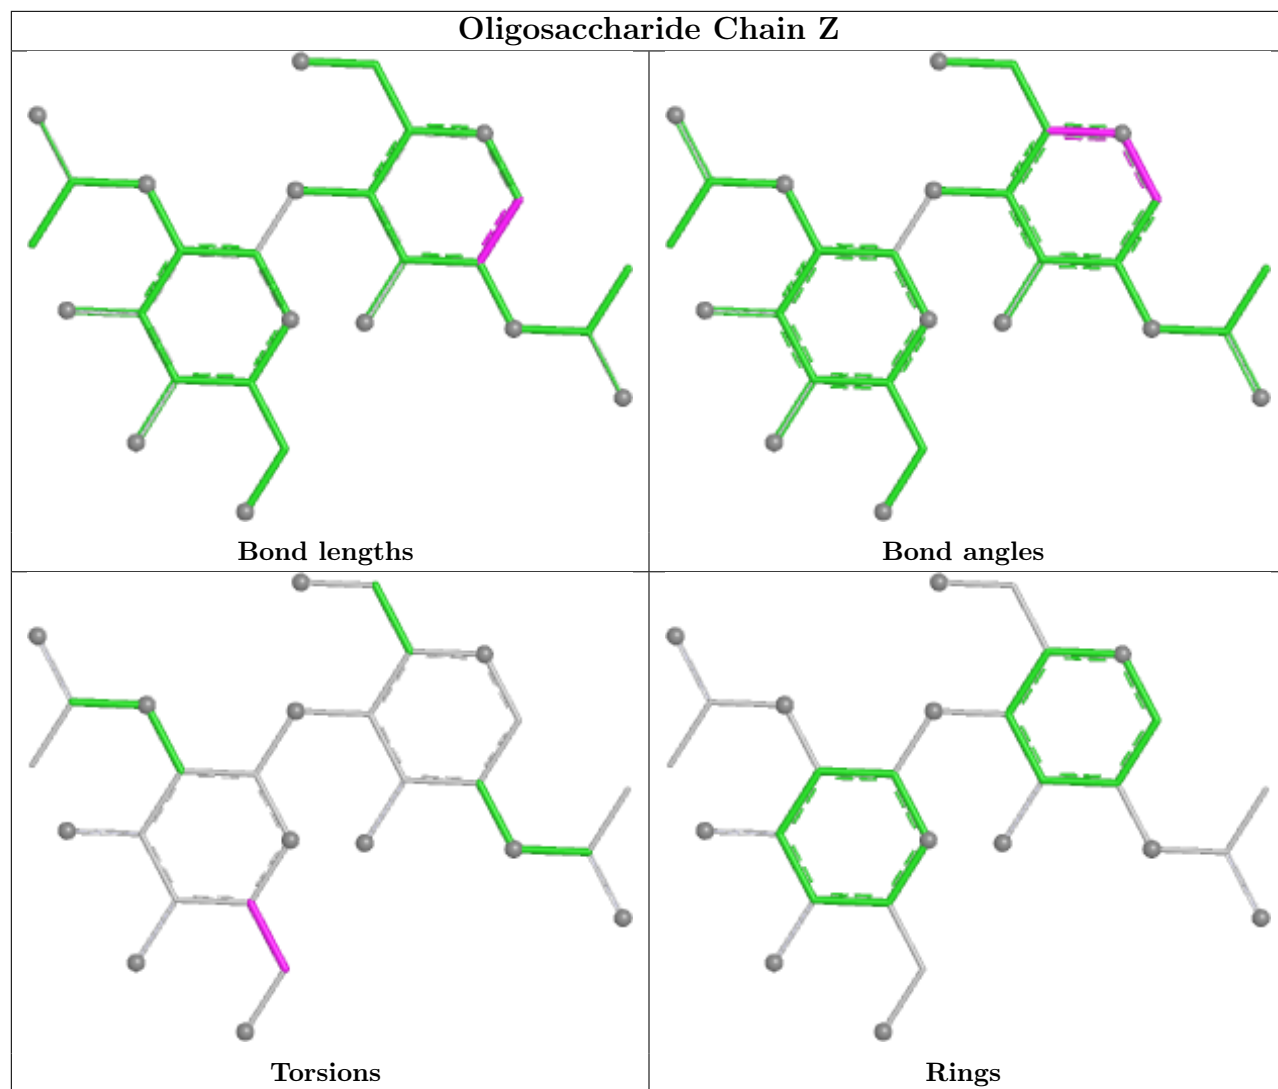 Oligosaccharide Chain Z
Bond lengths
Bond angles
Torsions
Rings